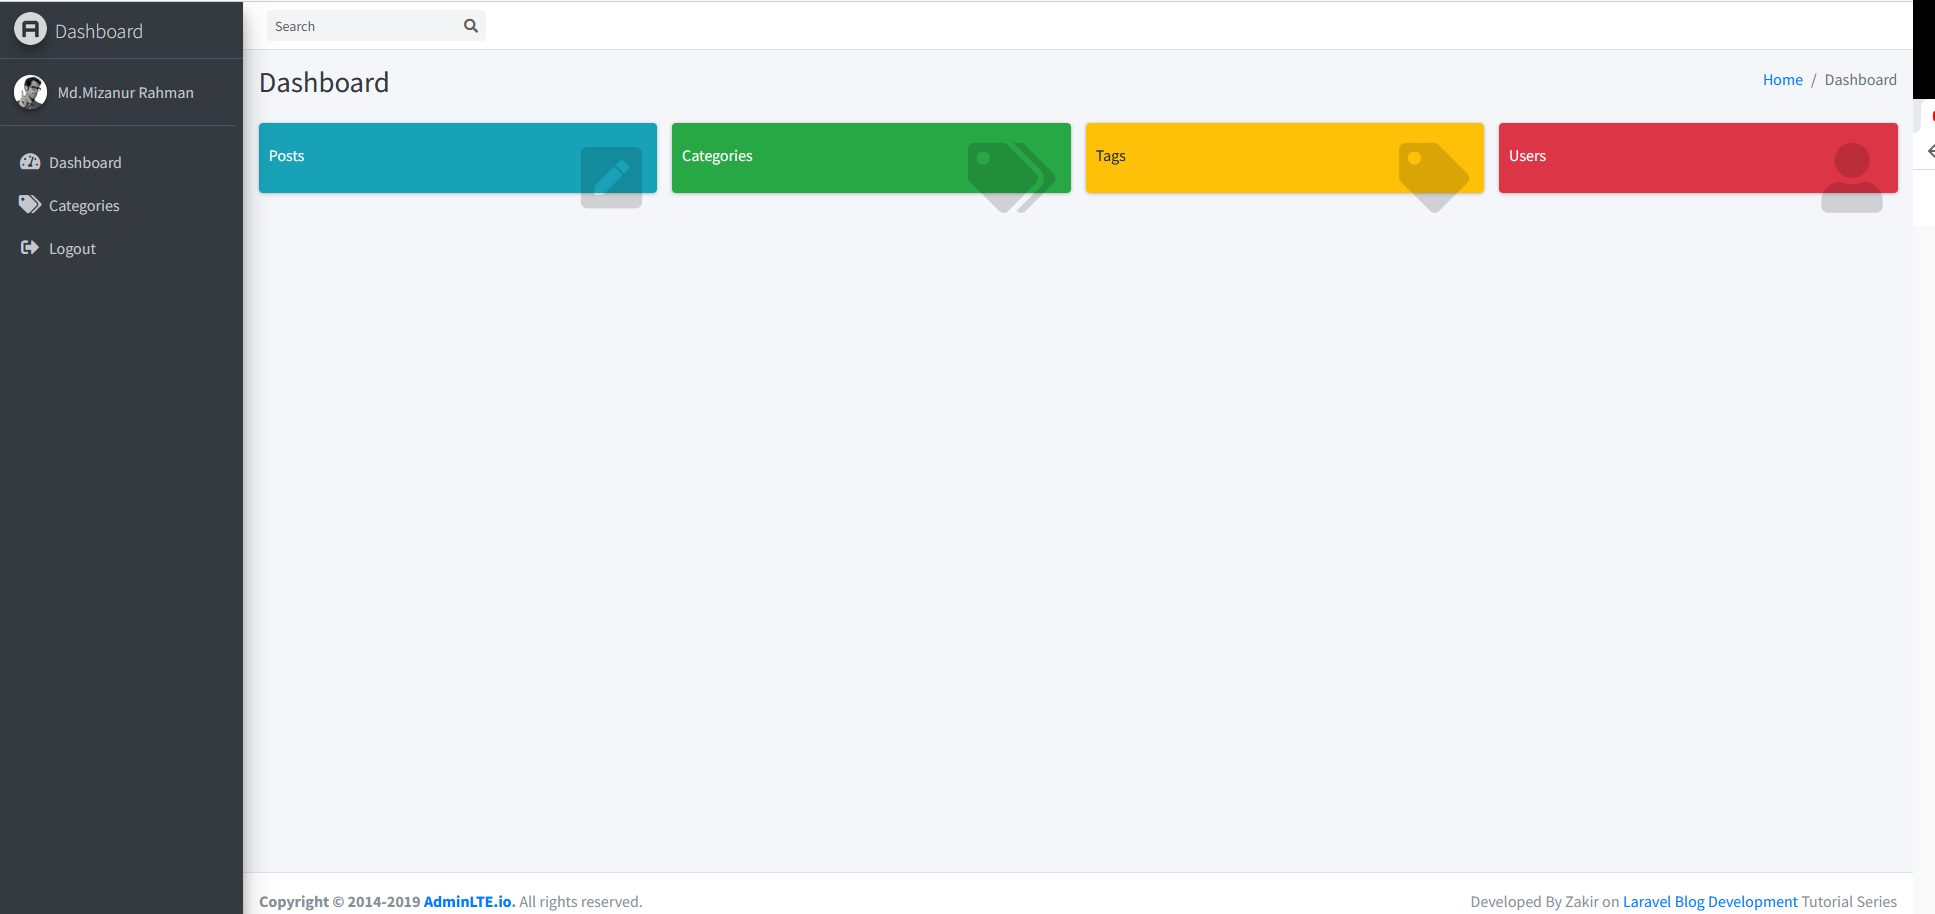 Dashboard
Search
Md.Mizanur Rahman
Dashboard
Home / Dashboard
Dashboard
Categories
Logout
Posts
Categories
Tags
Users
Copyright © 2014-2019 AdminLTE.io. All rights reserved.
Developed By Zakir on Laravel Blog Development Tutorial Series